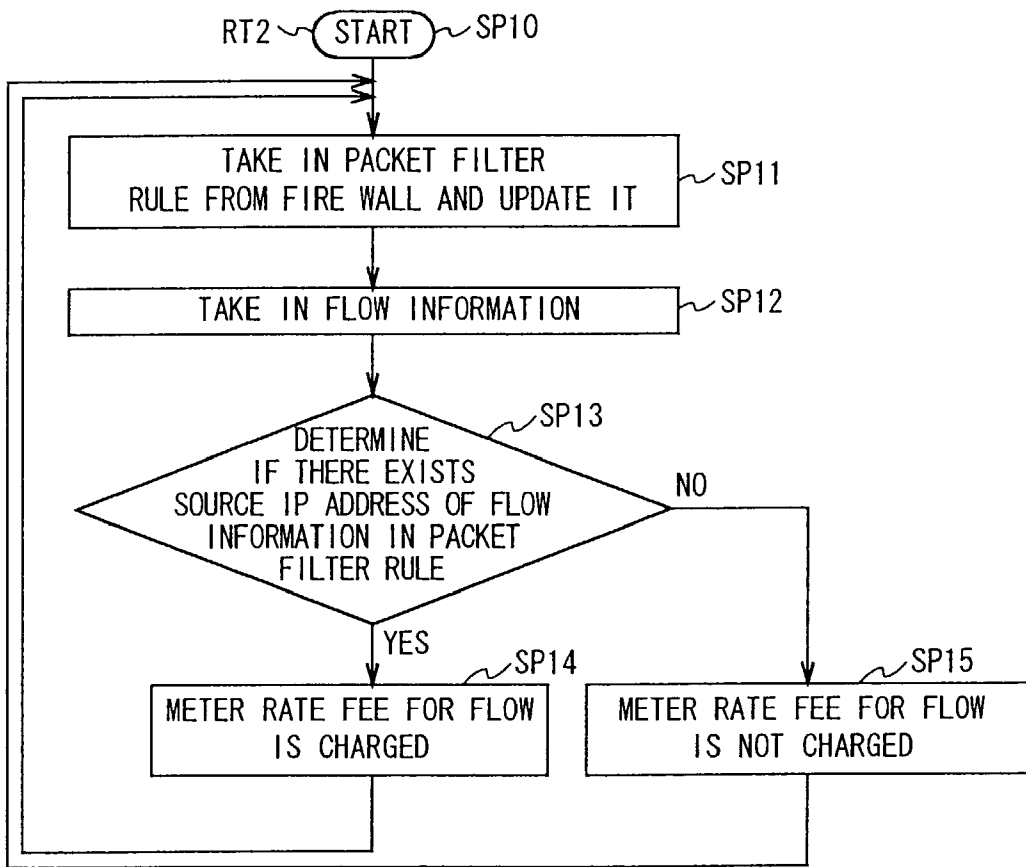 RT2 START SP10
TAKE IN PACKET FILTER
RULE FROM FIRE WALL AND UPDATE IT
SP11
TAKE IN FLOW INFORMATION
SP12
SP13
DETERMINE
IF THERE EXISTS
SOURCE IP ADDRESS OF FLOW
INFORMATION IN PACKET
FILTER RULE
NO
YES
SP14
METER RATE FEE FOR FLOW
IS CHARGED
SP15
METER RATE FEE FOR FLOW
IS NOT CHARGED